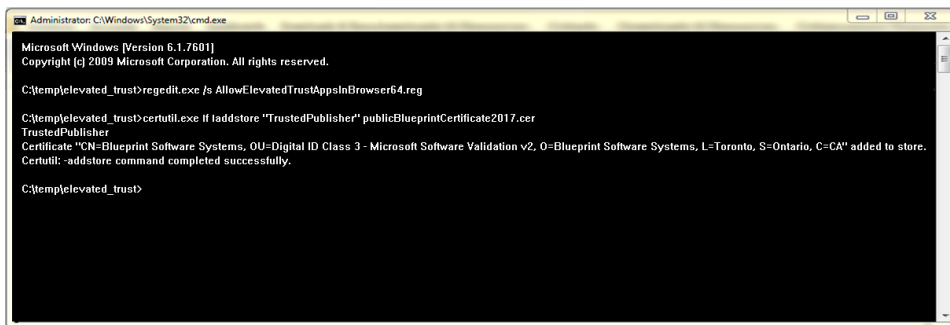 Administrator: C:\Windows\System32\cmd.exe
Microsoft Windows [Version 6.1.7601]
Copyright (c) 2009 Microsoft Corporation. All rights reserved.
C:\temp\elevated_trust>regedit.exe /s AllowElevatedTrustAppsInBrowser64.reg
C:\temp\elevated_trust>certutil.exe lf laddstore "TrustedPublisher" publicBlueprintCertificate2017.cer
TrustedPublisher
Certificate "CN=Blueprint Software Systems, OU=Digital ID Class 3 - Microsoft Software Validation v2, O=Blueprint Software Systems, L=Toronto, S=Ontario, C=CA" added to store.
Certutil: -addstore command completed successfully.
C:\temp\elevated_trust>